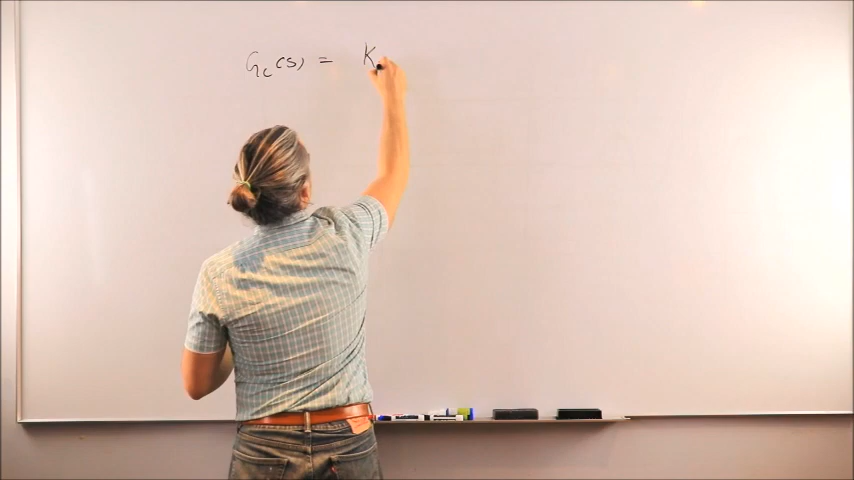 Gc(s) = K